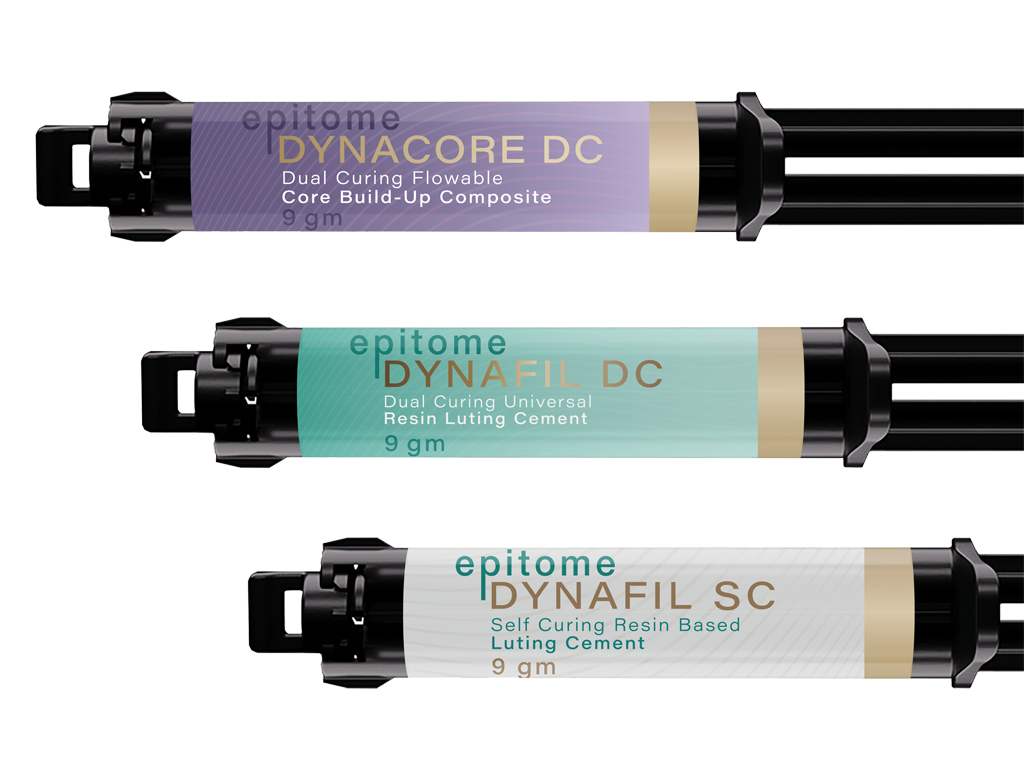 epitome
DYNACORE DC
Dual Curing Flowable
Core Build-Up Composite
9 gm
epitome
DYNAFIL DC
Dual Curing Universal
Resin Luting Cement
9 gm
epitome
DYNAFIL SC
Self Curing Resin Based
Luting Cement
9 gm